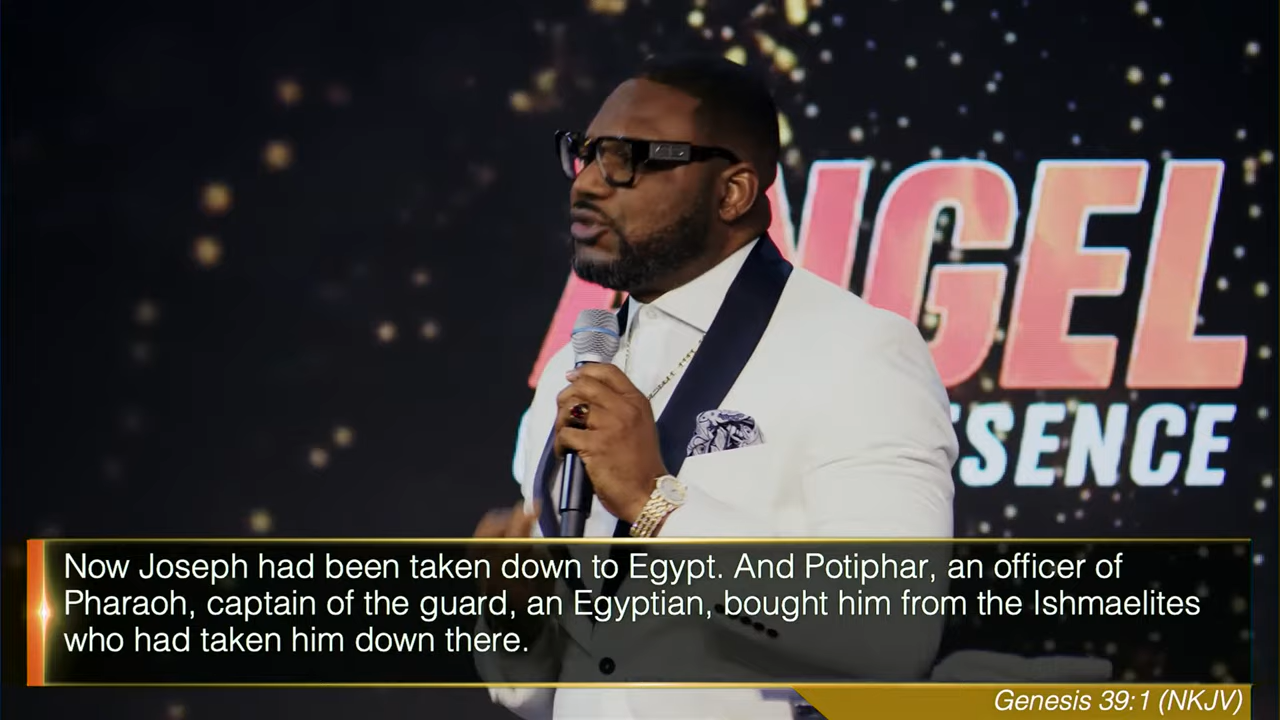 NGEL
SENCE
Now Joseph had been taken down to Egypt. And Potiphar, an officer of
Pharaoh, captain of the guard, an Egyptian, bought him from the Ishmaelites
who had taken him down there.
Genesis 39:1 (NKJV)